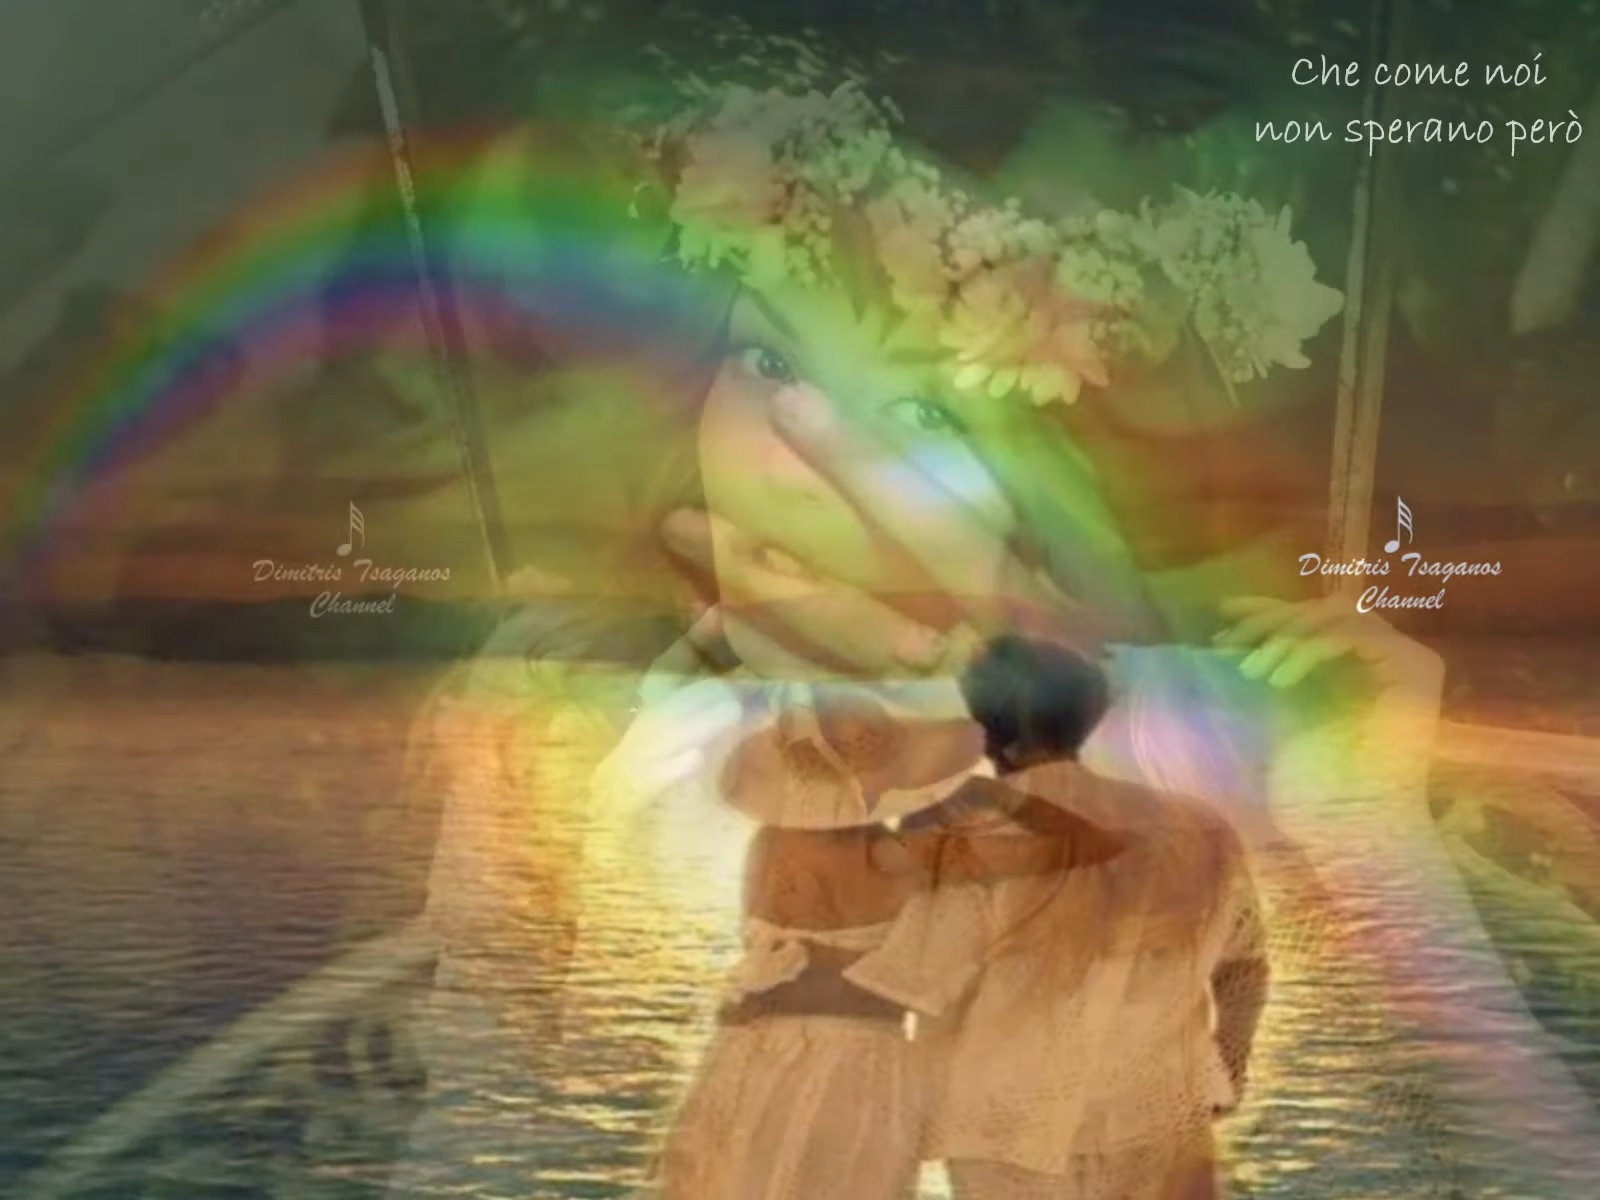 Che come noi
non sperano però
Dimitris Tsaganos
Channel
Dimitris Tsaganos
Channel